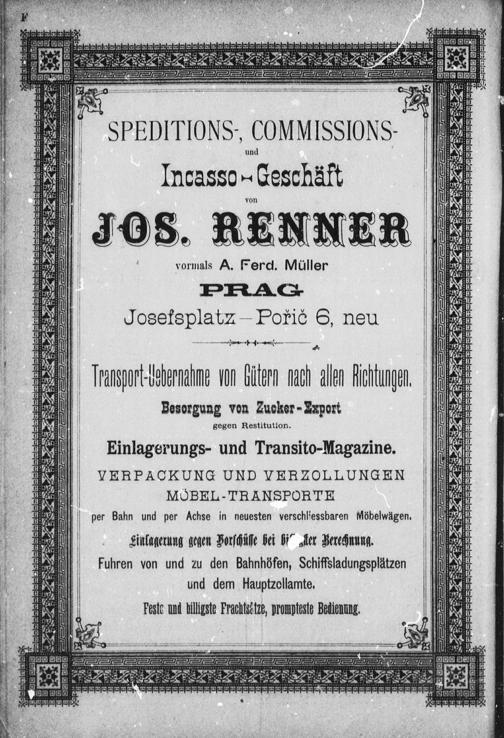 F
SPEDITIONS-, COMMISSIONS-
und
Incasso-Geschäft
von
JOS. RENNER
vormals A. Ferd. Müller
PRAG
Josefsplatz—Poříč 6, neu
Transport-Uebernahme von Gütern nach allen Richtungen.
Besorgung von Zucker-Export
gegen Restitution.
Einlagerungs- und Transito-Magazine.
VERPACKUNG UND VERZOLLUNGEN
MÖBEL-TRANSPORTE
per Bahn und per Achse in neuesten verschliessbaren Möbelwägen.
Einlagerung gegen Vorschüsse bei billigster Berechnung.
Fuhren von und zu den Bahnhöfen, Schiffsladungsplätzen
und dem Hauptzollamte.
Feste und billigste Frachtsätze, prompteste Bedienung.